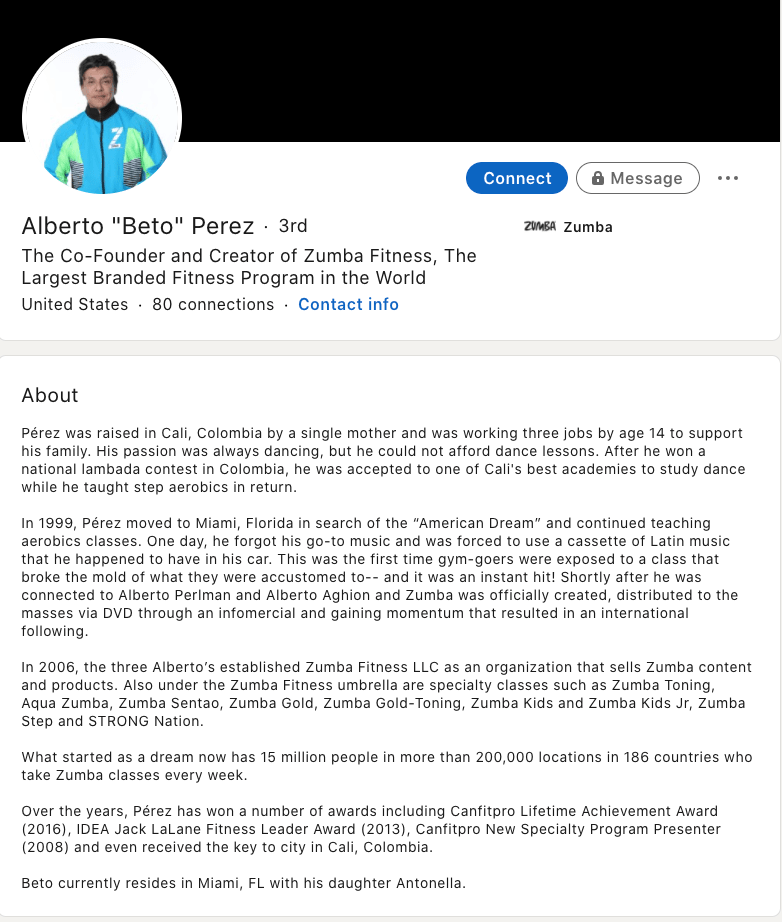 Z
Connect
Message
Alberto "Beto" Perez · 3rd
ZUMBA Zumba
The Co-Founder and Creator of Zumba Fitness, The
Largest Branded Fitness Program in the World
United States · 80 connections · Contact info
About
Pérez was raised in Cali, Colombia by a single mother and was working three jobs by age 14 to support
his family. His passion was always dancing, but he could not afford dance lessons. After he won a
national lambada contest in Colombia, he was accepted to one of Cali's best academies to study dance
while he taught step aerobics in return.
In 1999, Pérez moved to Miami, Florida in search of the “American Dream” and continued teaching
aerobics classes. One day, he forgot his go-to music and was forced to use a cassette of Latin music
that he happened to have in his car. This was the first time gym-goers were exposed to a class that
broke the mold of what they were accustomed to-- and it was an instant hit! Shortly after he was
connected to Alberto Perlman and Alberto Aghion and Zumba was officially created, distributed to the
masses via DVD through an infomercial and gaining momentum that resulted in an international
following.
In 2006, the three Alberto’s established Zumba Fitness LLC as an organization that sells Zumba content
and products. Also under the Zumba Fitness umbrella are specialty classes such as Zumba Toning,
Aqua Zumba, Zumba Sentao, Zumba Gold, Zumba Gold-Toning, Zumba Kids and Zumba Kids Jr, Zumba
Step and STRONG Nation.
What started as a dream now has 15 million people in more than 200,000 locations in 186 countries who
take Zumba classes every week.
Over the years, Pérez has won a number of awards including Canfitpro Lifetime Achievement Award
(2016), IDEA Jack LaLane Fitness Leader Award (2013), Canfitpro New Specialty Program Presenter
(2008) and even received the key to city in Cali, Colombia.
Beto currently resides in Miami, FL with his daughter Antonella.